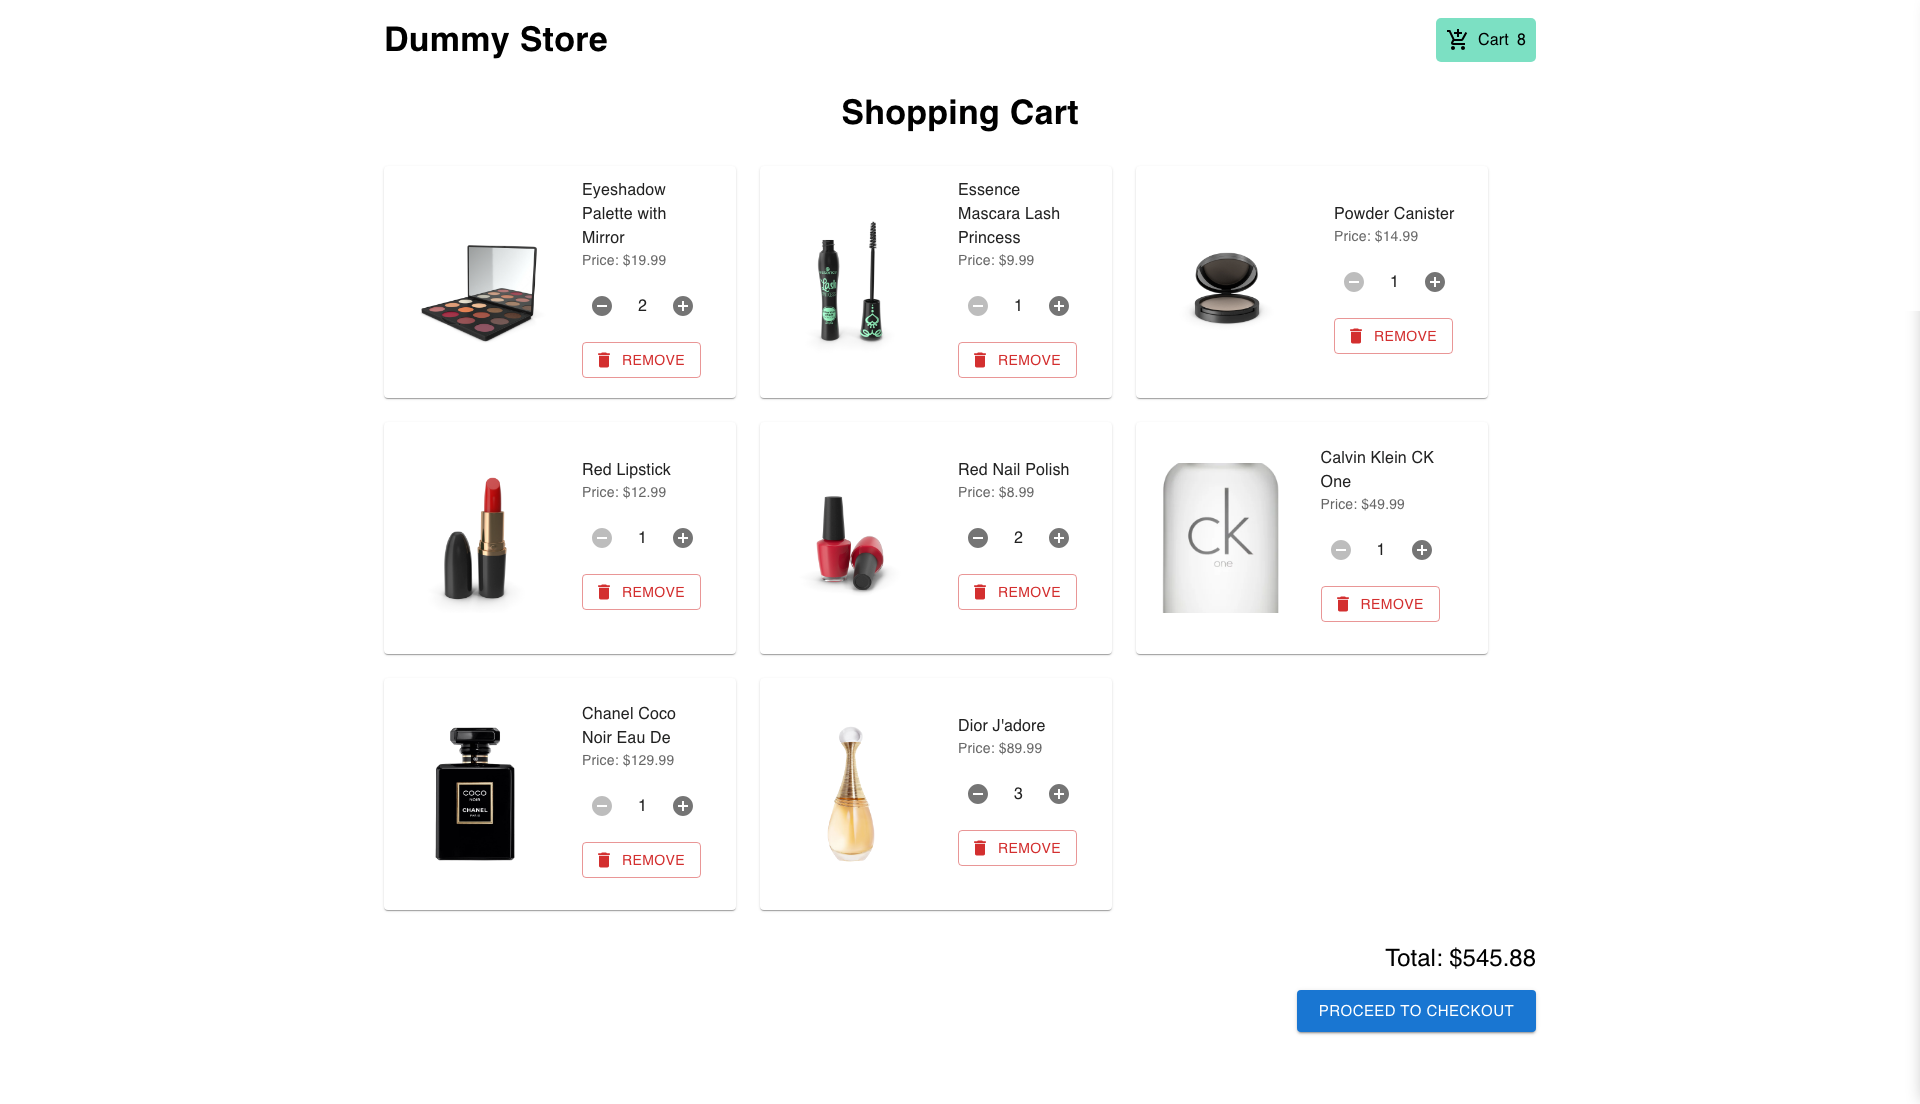 Dummy Store
Cart 8
Shopping Cart
Eyeshadow
Palette with
Mirror
Price: $19.99
2
REMOVE
Essence
Mascara Lash
Princess
Price: $9.99
1
REMOVE
Powder Canister
Price: $14.99
1
REMOVE
Red Lipstick
Price: $12.99
1
REMOVE
Red Nail Polish
Price: $8.99
2
REMOVE
ck
one
Calvin Klein CK
One
Price: $49.99
1
REMOVE
COCO
NOIR
CHANEL
PARIS
Chanel Coco
Noir Eau De
Price: $129.99
1
REMOVE
Dior J'adore
Price: $89.99
3
REMOVE
Total: $545.88
PROCEED TO CHECKOUT